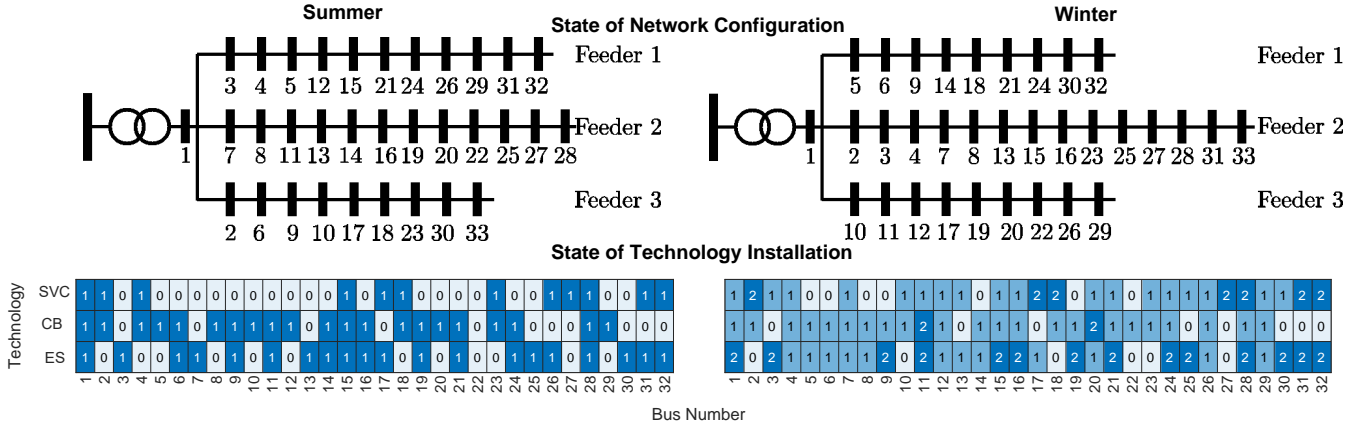 Summer
Winter
State of Network Configuration
Feeder 1
3 4 5 12 15 21 24 26 29 31 32
Feeder 2
1
7 8 11 13 14 16 19 20 22 25 27 28
Feeder 3
2 6 9 10 17 18 23 30 33
Feeder 1
5 6 9 14 18 21 24 30 32
Feeder 2
1
2 3 4 7 8 13 15 16 23 25 27 28 31 33
Feeder 3
10 11 12 17 19 20 22 26 29
State of Technology Installation
Technology
SVC 1 1 0 1 0 0 0 0 0 0 0 0 0 0 1 0 1 1 0 0 0 0 1 0 0 1 1 1 0 0 1 1
CB 1 1 0 1 1 1 0 1 1 1 1 1 0 1 1 1 0 1 1 1 1 0 1 1 0 0 0 1 1 0 0 0
ES 1 0 1 0 0 1 1 0 1 0 1 0 1 1 1 1 1 0 1 0 1 0 0 1 1 1 0 1 0 1 1 1
1 2 3 4 5 6 7 8 9 10 11 12 13 14 15 16 17 18 19 20 21 22 23 24 25 26 27 28 29 30 31 32
1 2 1 1 0 0 1 0 0 1 1 1 1 0 1 1 2 2 0 1 1 0 1 1 1 1 2 2 1 1 2 2
1 1 0 1 1 1 1 1 1 1 2 1 0 1 1 1 0 1 1 2 1 1 1 1 0 1 0 1 1 0 0 0
2 0 2 1 1 1 1 1 2 0 2 1 1 1 2 2 1 0 2 1 2 0 0 2 2 1 0 2 1 2 2 2
1 2 3 4 5 6 7 8 9 10 11 12 13 14 15 16 17 18 19 20 21 22 23 24 25 26 27 28 29 30 31 32
Bus Number